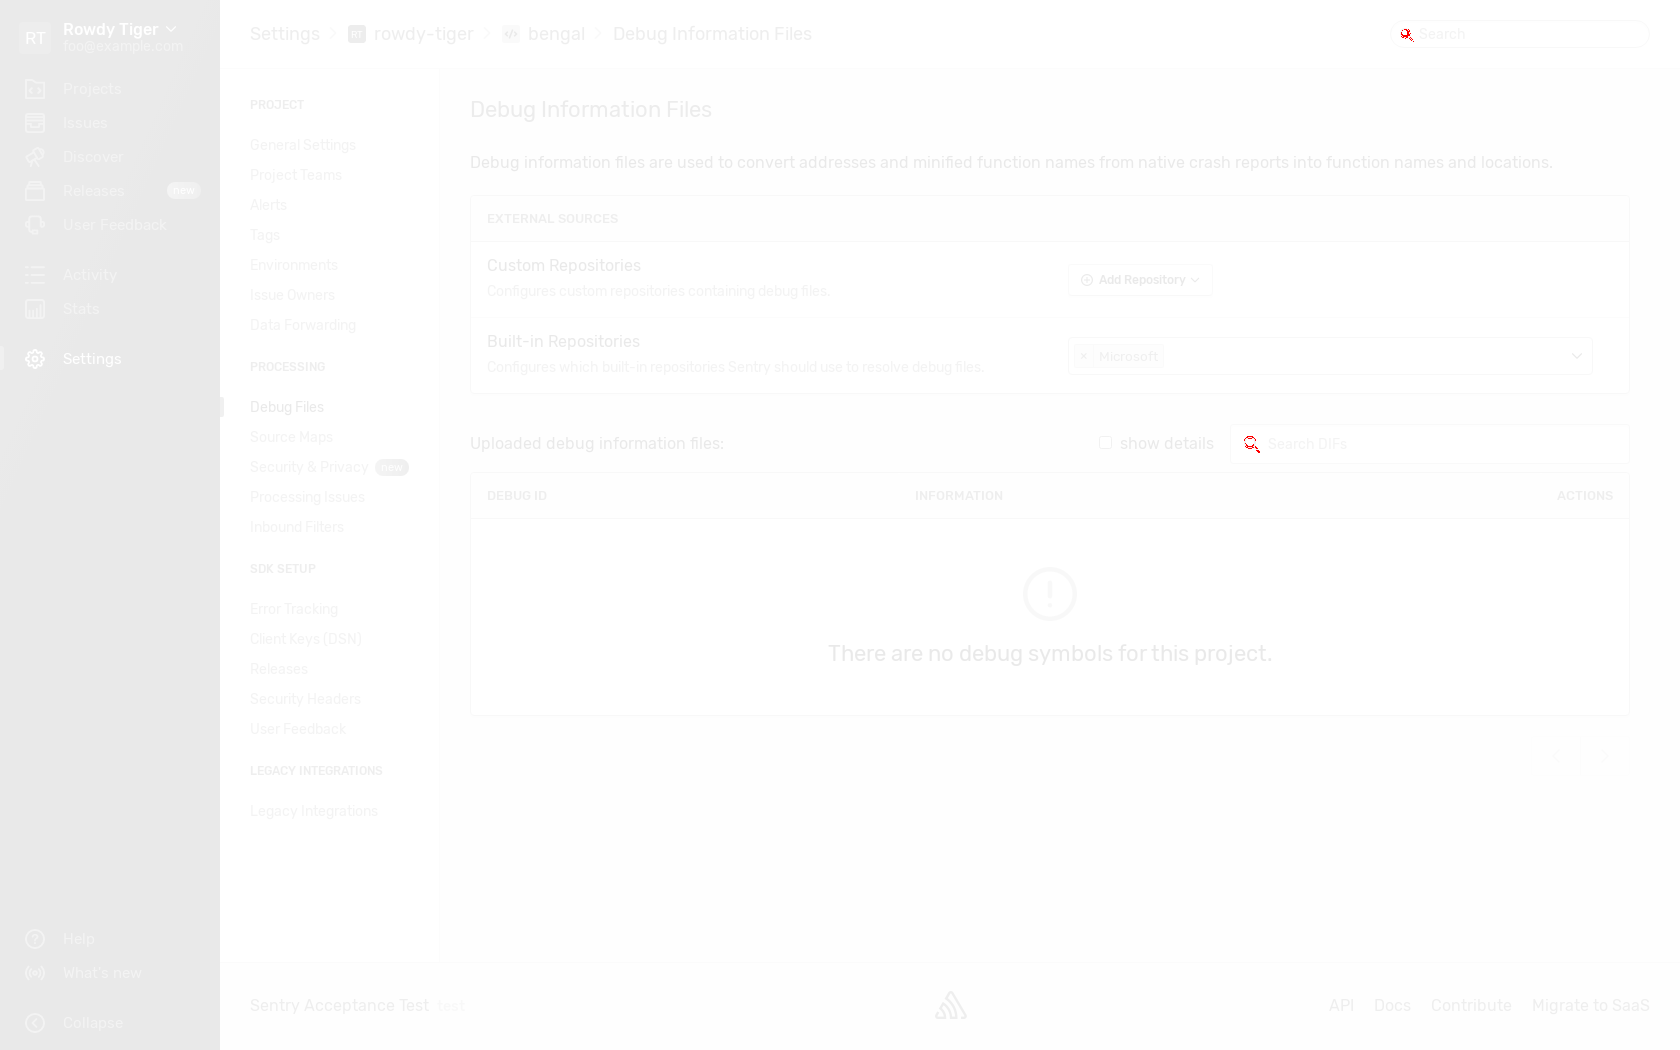 RT
Rowdy Tiger
foo@example.com
Projects
Issues
Discover
Releases new
User Feedback
Activity
Stats
Settings
Help
What's new
Collapse
Settings RT rowdy-tiger bengal Debug Information Files
Search
PROJECT
General Settings
Project Teams
Alerts
Tags
Environments
Issue Owners
Data Forwarding
PROCESSING
Debug Files
Source Maps
Security & Privacy new
Processing Issues
Inbound Filters
SDK SETUP
Error Tracking
Client Keys (DSN)
Releases
Security Headers
User Feedback
LEGACY INTEGRATIONS
Legacy Integrations
Debug Information Files
Debug information files are used to convert addresses and minified function names from native crash reports into function names and locations.
EXTERNAL SOURCES
Custom Repositories
Configures custom repositories containing debug files.
Add Repository
Built-in Repositories
Configures which built-in repositories Sentry should use to resolve debug files.
× Microsoft
Uploaded debug information files:
show details
Search DIFs
DEBUG ID INFORMATION ACTIONS
There are no debug symbols for this project.
Sentry Acceptance Test test
API Docs Contribute Migrate to SaaS